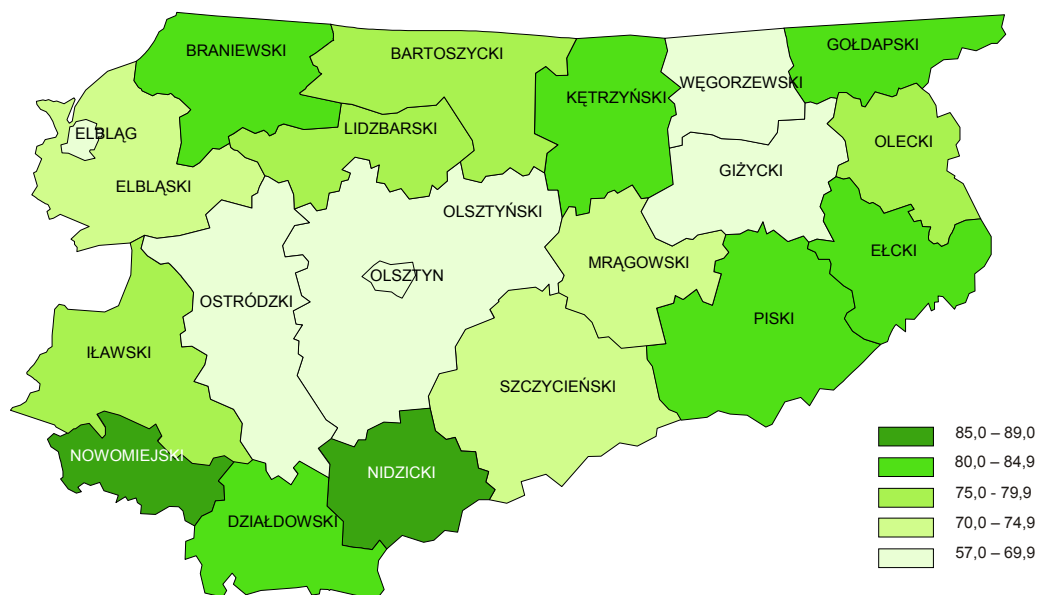 BRANIEWSKI
BARTOSZYCKI
GOŁDAPSKI
WĘGORZEWSKI
KĘTRZYŃSKI
ELBLĄG
LIDZBARSKI
OLECKI
GIŻYCKI
ELBLĄSKI
OLSZTYŃSKI
EŁCKI
MRĄGOWSKI
OLSZTYN
OSTRÓDZKI
PISKI
IŁAWSKI
SZCZYCIEŃSKI
NOWOMIEJSKI
NIDZICKI
DZIAŁDOWSKI
85,0 – 89,0
80,0 – 84,9
75,0 - 79,9
70,0 – 74,9
57,0 – 69,9